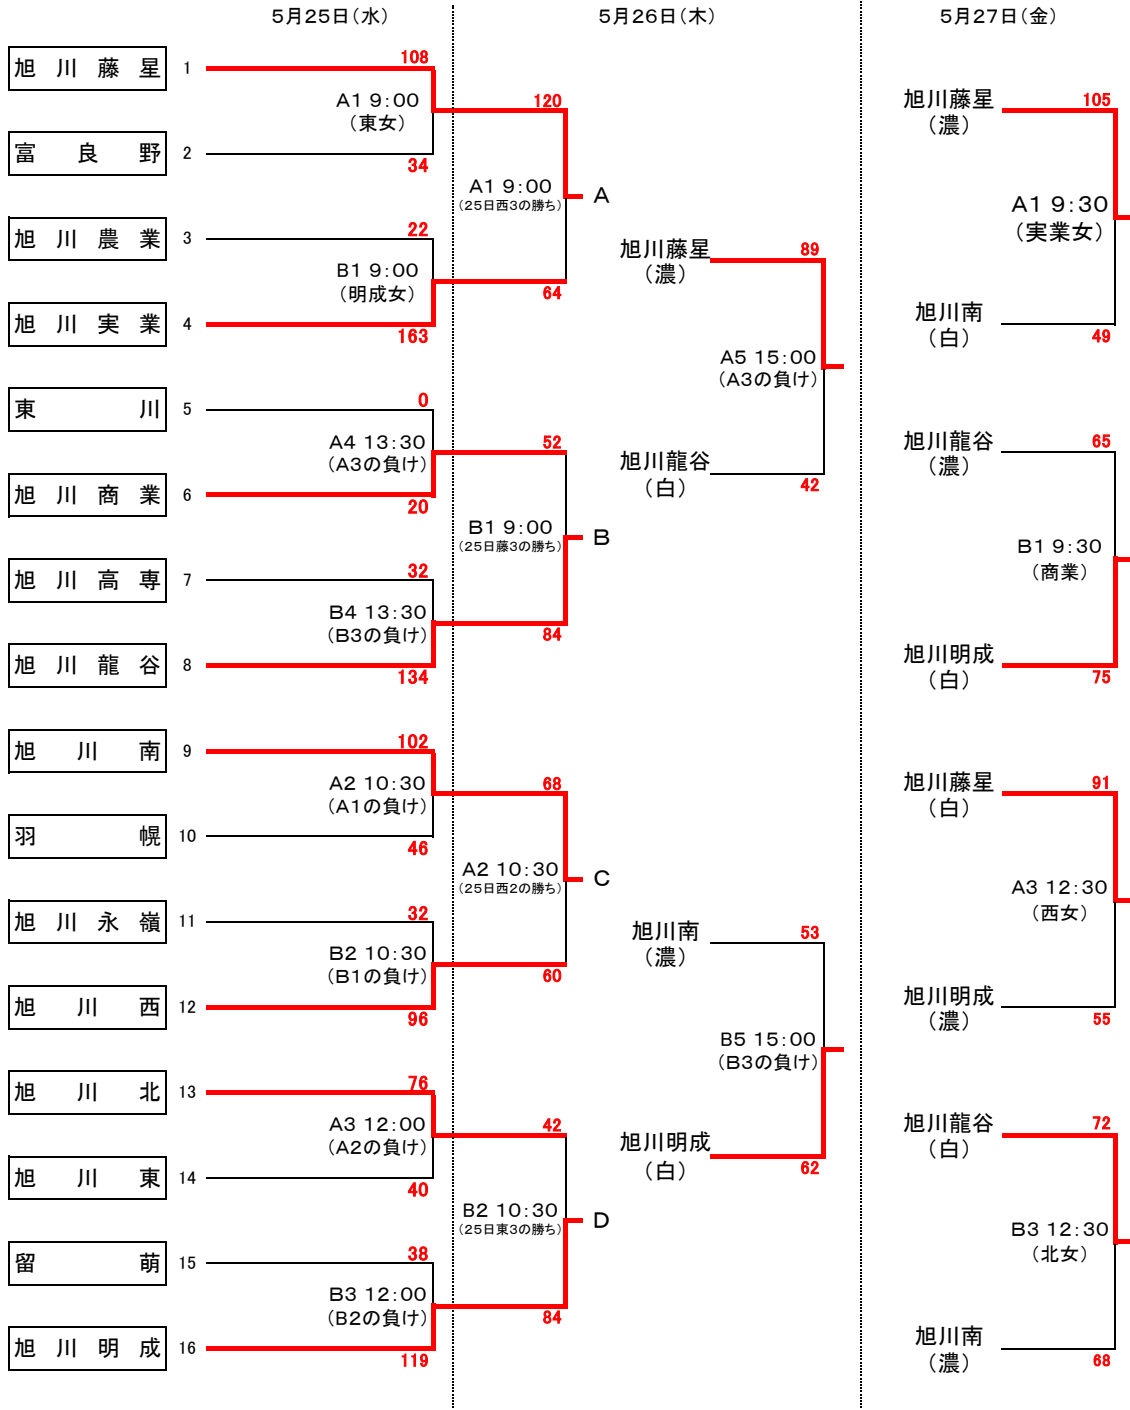 5月25日(水)
5月26日(木)
5月27日(金)
旭川藤星 1
108
A1 9:00
(東女)
富良野 2
34
旭川農業 3
22
B1 9:00
(明成女)
旭川実業 4
163
東川 5
0
A4 13:30
(A3の負け)
旭川商業 6
20
旭川高専 7
32
B4 13:30
(B3の負け)
旭川龍谷 8
134
旭川南 9
102
A2 10:30
(A1の負け)
羽幌 10
46
旭川永嶺 11
32
B2 10:30
(B1の負け)
旭川西 12
96
旭川北 13
76
A3 12:00
(A2の負け)
旭川東 14
40
留萌 15
38
B3 12:00
(B2の負け)
旭川明成 16
119
120
A1 9:00
(25日西3の勝ち)
A
64
52
B1 9:00
(25日藤3の勝ち)
B
84
68
A2 10:30
(25日西2の勝ち)
C
60
42
B2 10:30
(25日東3の勝ち)
D
84
旭川藤星
(濃)
89
A5 15:00
(A3の負け)
旭川龍谷
(白)
42
旭川南
(濃)
53
B5 15:00
(B3の負け)
旭川明成
(白)
62
旭川藤星
(濃)
105
A1 9:30
(実業女)
旭川南
(白)
49
旭川龍谷
(濃)
65
B1 9:30
(商業)
旭川明成
(白)
75
旭川藤星
(白)
91
A3 12:30
(西女)
旭川明成
(濃)
55
旭川龍谷
(白)
72
B3 12:30
(北女)
旭川南
(濃)
68